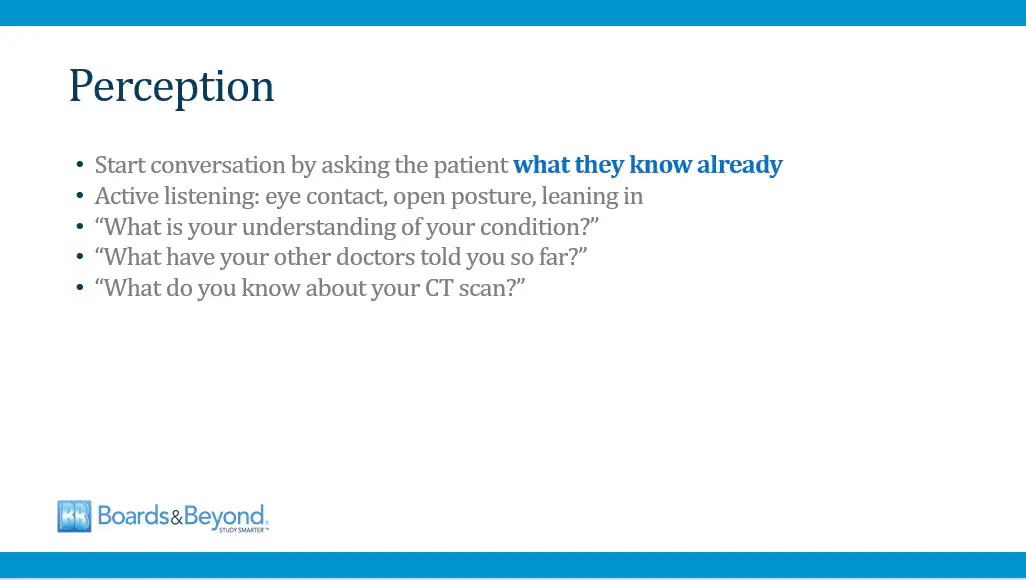 Perception
• Start conversation by asking the patient what they know already
• Active listening: eye contact, open posture, leaning in
• “What is your understanding of your condition?”
• “What have your other doctors told you so far?”
• “What do you know about your CT scan?”
BB Boards&Beyond®
STUDY SMARTER™